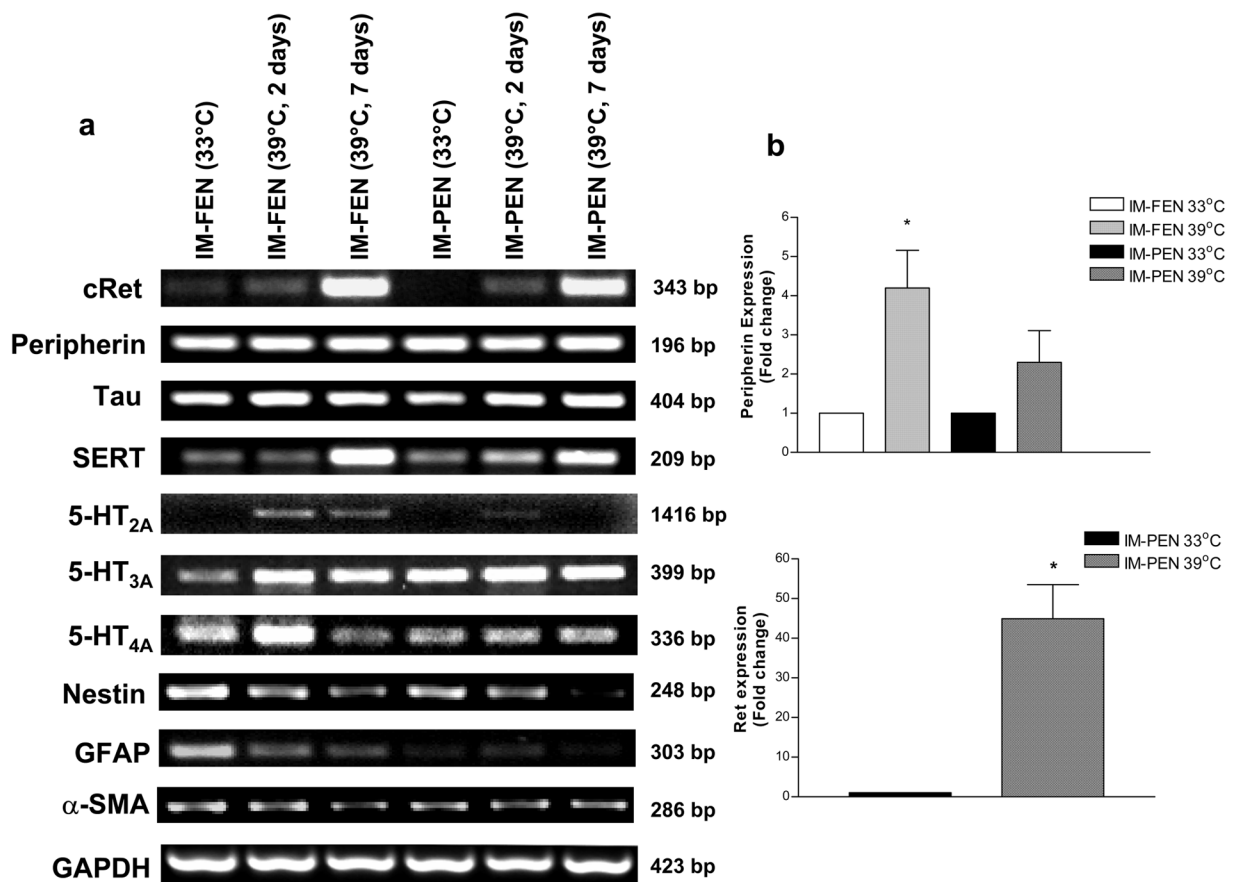 a
IM-FEN (33°C)
IM-FEN (39°C, 2 days)
IM-FEN (39°C, 7 days)
IM-PEN (33°C)
IM-PEN (39°C, 2 days)
IM-PEN (39°C, 7 days)
cRet 343 bp
Peripherin 196 bp
Tau 404 bp
SERT 209 bp
5-HT2A 1416 bp
5-HT3A 399 bp
5-HT4A 336 bp
Nestin 248 bp
GFAP 303 bp
α-SMA 286 bp
GAPDH 423 bp
b
IM-FEN 33°C
IM-FEN 39°C
IM-PEN 33°C
IM-PEN 39°C
Peripherin Expression
(Fold change)
6
5
4
3
2
1
0
*
IM-PEN 33°C
IM-PEN 39°C
Ret expression
(Fold change)
60
50
40
30
20
10
0
*